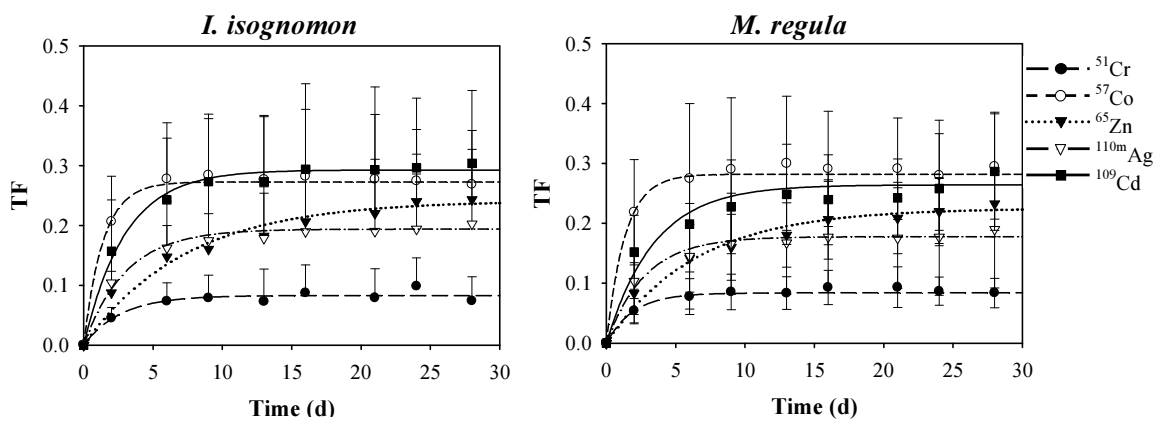 I. isognomon
M. regula
0.5
0.4
0.3
0.2
0.1
0.0
TF
0 5 10 15 20 25 30
Time (d)
0.5
0.4
0.3
0.2
0.1
0.0
TF
0 5 10 15 20 25 30
Time (d)
⁵¹Cr
⁵⁷Co
⁶⁵Zn
¹¹⁰ᵐAg
¹⁰⁹Cd